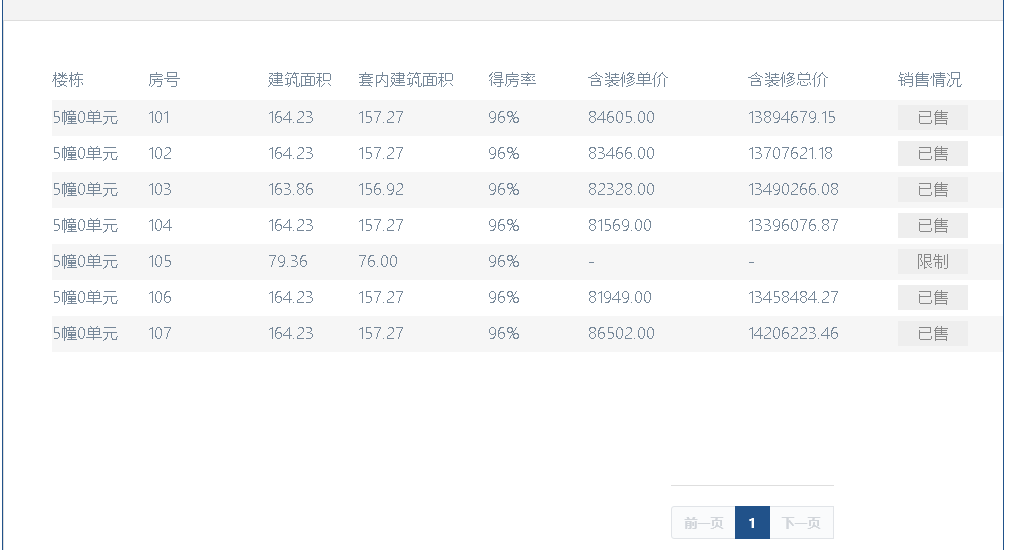 楼栋 房号 建筑面积 套内建筑面积 得房率 含装修单价 含装修总价 销售情况
5幢0单元 101 164.23 157.27 96% 84605.00 13894679.15 已售
5幢0单元 102 164.23 157.27 96% 83466.00 13707621.18 已售
5幢0单元 103 163.86 156.92 96% 82328.00 13490266.08 已售
5幢0单元 104 164.23 157.27 96% 81569.00 13396076.87 已售
5幢0单元 105 79.36 76.00 96% - - 限制
5幢0单元 106 164.23 157.27 96% 81949.00 13458484.27 已售
5幢0单元 107 164.23 157.27 96% 86502.00 14206223.46 已售
前一页 1 下一页